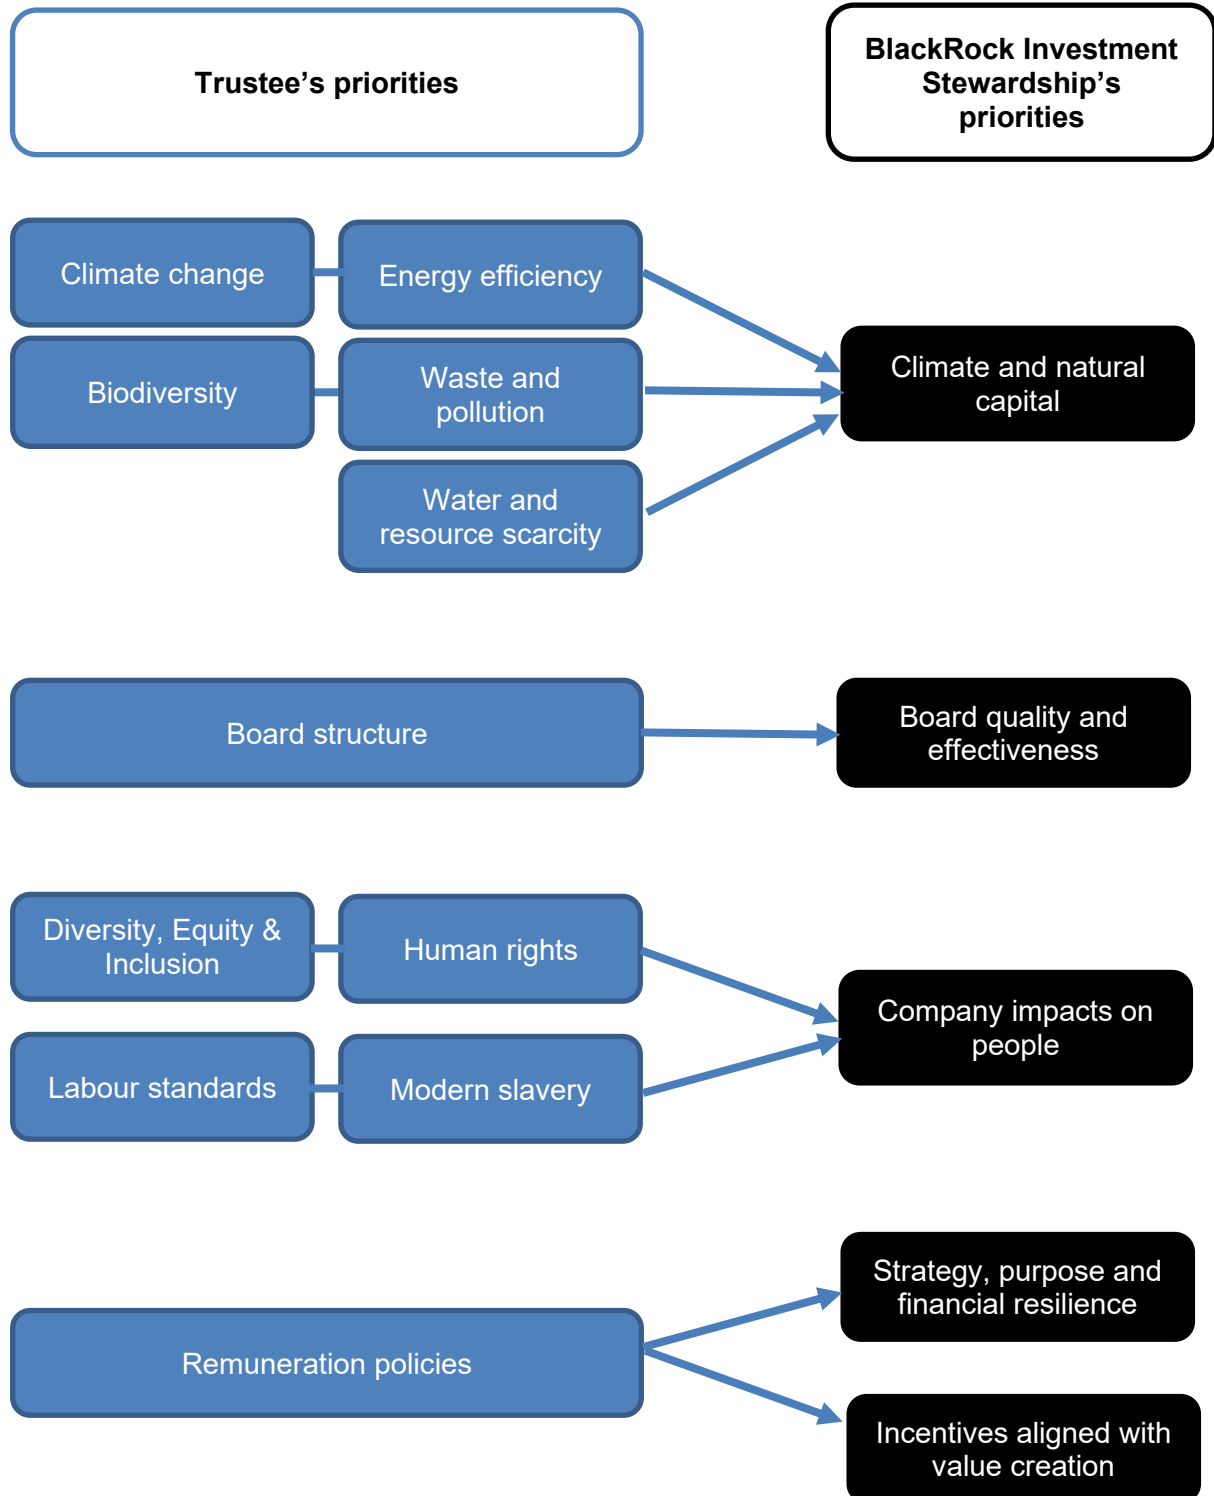 Trustee’s priorities
BlackRock Investment
Stewardship’s
priorities
Climate change
Energy efficiency
Biodiversity
Waste and
pollution
Water and
resource scarcity
Climate and natural
capital
Board structure
Board quality and
effectiveness
Diversity, Equity &
Inclusion
Human rights
Labour standards
Modern slavery
Company impacts on
people
Remuneration policies
Strategy, purpose and
financial resilience
Incentives aligned with
value creation